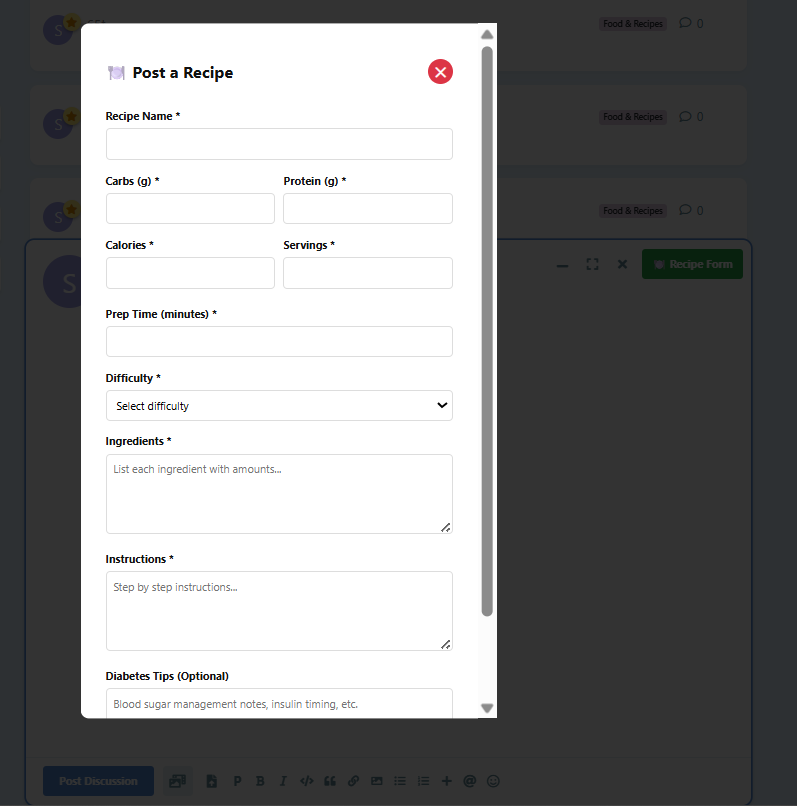 S
Food & Recipes 0
S
Food & Recipes 0
S
Food & Recipes 0
Post a Recipe
Recipe Name *
Carbs (g) * Protein (g) *
Calories * Servings *
S
Recipe Form
Prep Time (minutes) *
Difficulty *
Select difficulty
Ingredients *
List each ingredient with amounts...
Instructions *
Step by step instructions...
Diabetes Tips (Optional)
Blood sugar management notes, insulin timing, etc.
Post Discussion